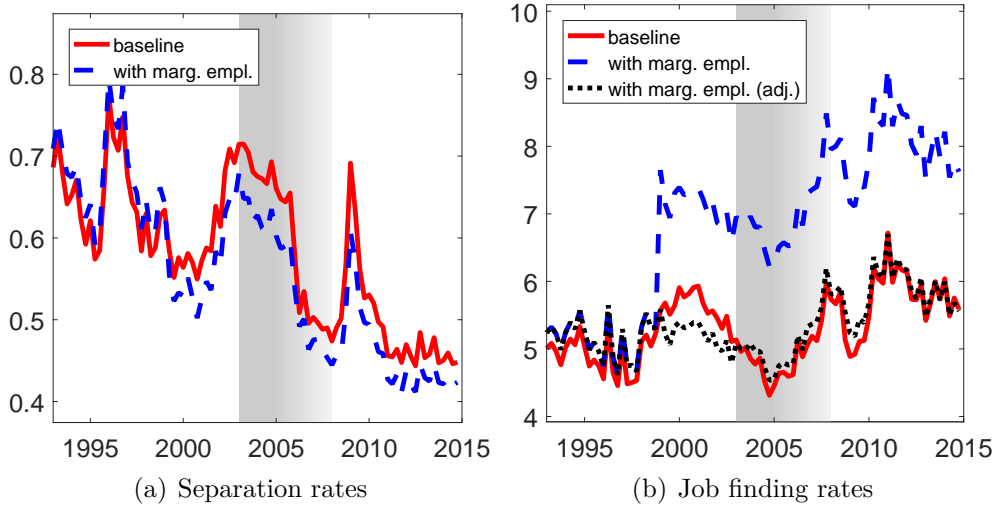 baseline
with marg. empl.
0.8
0.7
0.6
0.5
0.4
1995 2000 2005 2010 2015
(a) Separation rates
baseline
with marg. empl.
with marg. empl. (adj.)
10
9
8
7
6
5
4
1995 2000 2005 2010 2015
(b) Job finding rates